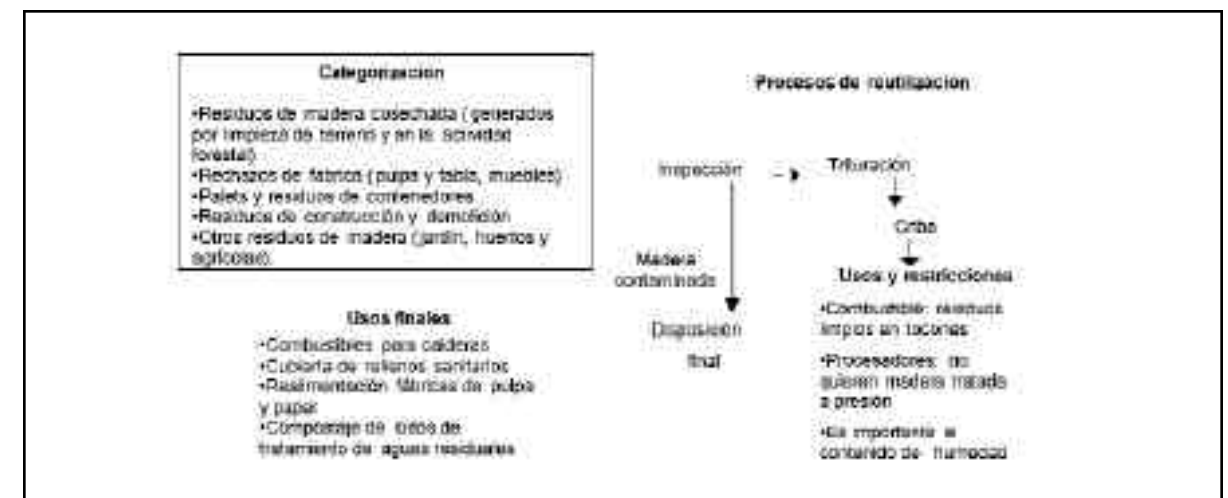 Categorización
•Residuos de madera cosechada (generados
por limpieza de terreno y en la actividad
forestal)
•Rechazos de fabrica (pulpa y tabla, muebles)
•Palets y residuos de contenedores
•Residuos de construcción y demolición
•Otros residuos de madera (jardín, huertos y
agrícolas).
Usos finales
•Combustibles para calderas
•Cubierta de rellenos sanitarios
•Realimentación fábricas de pulpa
y papel
•Compostaje de lodos de
tratamiento de aguas residuales
Procesos de reutilización
Inspección
Trituración
Criba
Madera
contaminada
Disposición
final
Usos y restricciones
•Combustible: residuos
limpios sin tocones
•Procesadores: no
quieren madera tratada
a presión
•Es importante el
contenido de humedad